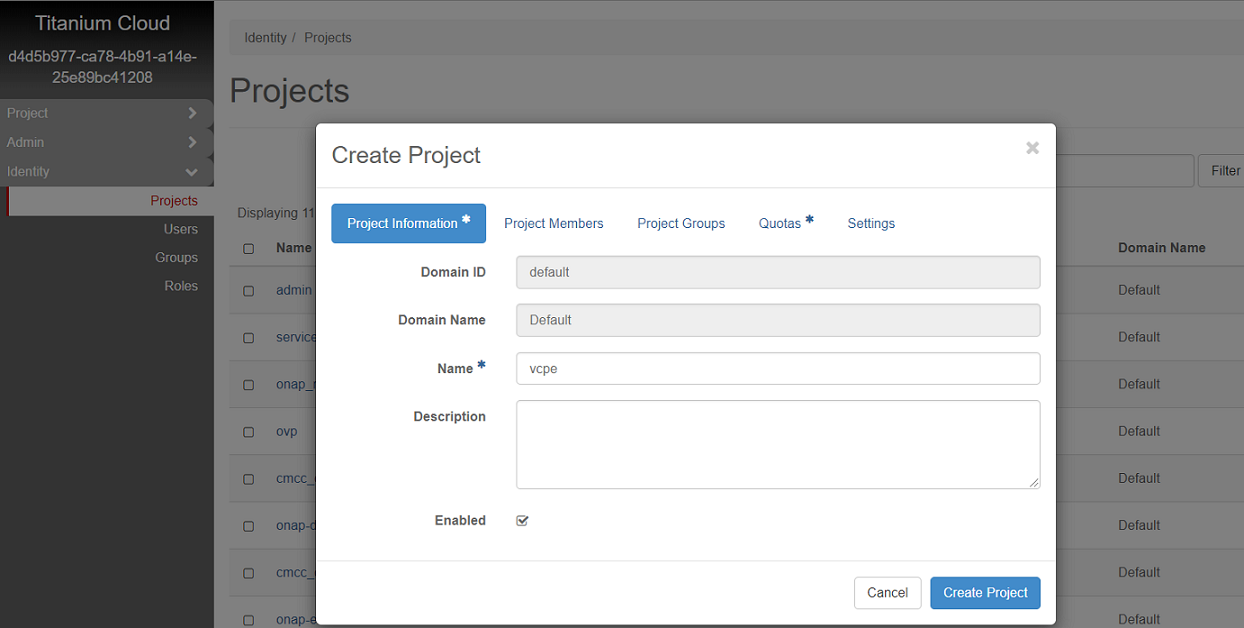 Titanium Cloud
d4d5b977-ca78-4b91-a14e-
25e89bc41208
Project
Admin
Identity
Projects
Users
Groups
Roles
Identity / Projects
Projects
Filter
Displaying 11
Name Domain Name
admin Default
service Default
onap_ Default
ovp Default
cmcc_ Default
onap-d Default
cmcc_ Default
onap-e Default
Create Project ×
Project Information * Project Members Project Groups Quotas * Settings
Domain ID default
Domain Name Default
Name * vcpe
Description
Enabled
Cancel Create Project